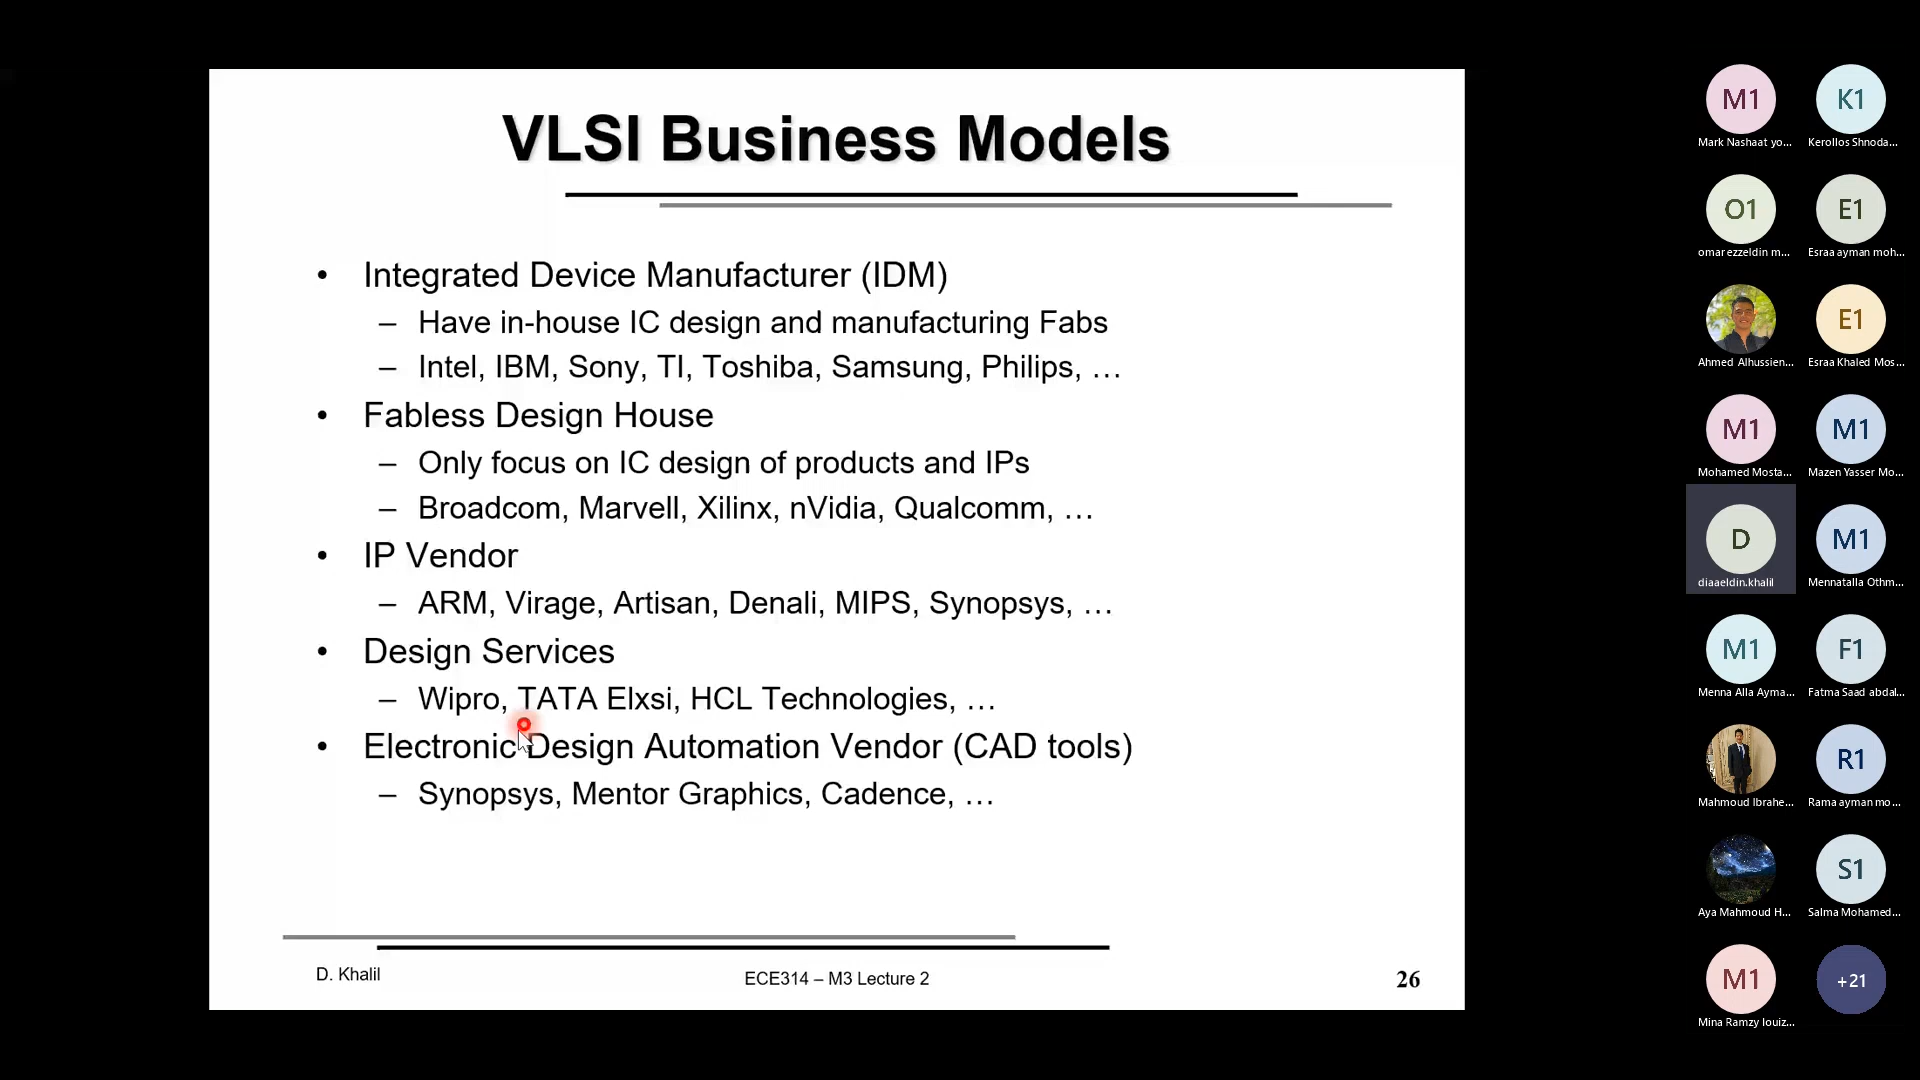 VLSI Business Models
• Integrated Device Manufacturer (IDM)
– Have in-house IC design and manufacturing Fabs
– Intel, IBM, Sony, TI, Toshiba, Samsung, Philips, …
• Fabless Design House
– Only focus on IC design of products and IPs
– Broadcom, Marvell, Xilinx, nVidia, Qualcomm, …
• IP Vendor
– ARM, Virage, Artisan, Denali, MIPS, Synopsys, …
• Design Services
– Wipro, TATA Elxsi, HCL Technologies, …
• Electronic Design Automation Vendor (CAD tools)
– Synopsys, Mentor Graphics, Cadence, …
D. Khalil
ECE314 – M3 Lecture 2
26
M1
Mark Nashaat yo...
K1
Kerollos Shnoda...
O1
omar ezzeldin m...
E1
Esraa ayman moh...
Ahmed Alhussien...
E1
Esraa Khaled Mos...
M1
Mohamed Mosta...
M1
Mazen Yasser Mo...
D
diaaeldin.khalil
M1
Mennatalla Othm...
M1
Menna Alla Ayma...
F1
Fatma Saad abdal...
Mahmoud Ibrahe...
R1
Rama ayman mo...
Aya Mahmoud H...
S1
Salma Mohamed...
M1
Mina Ramzy louiz...
+21